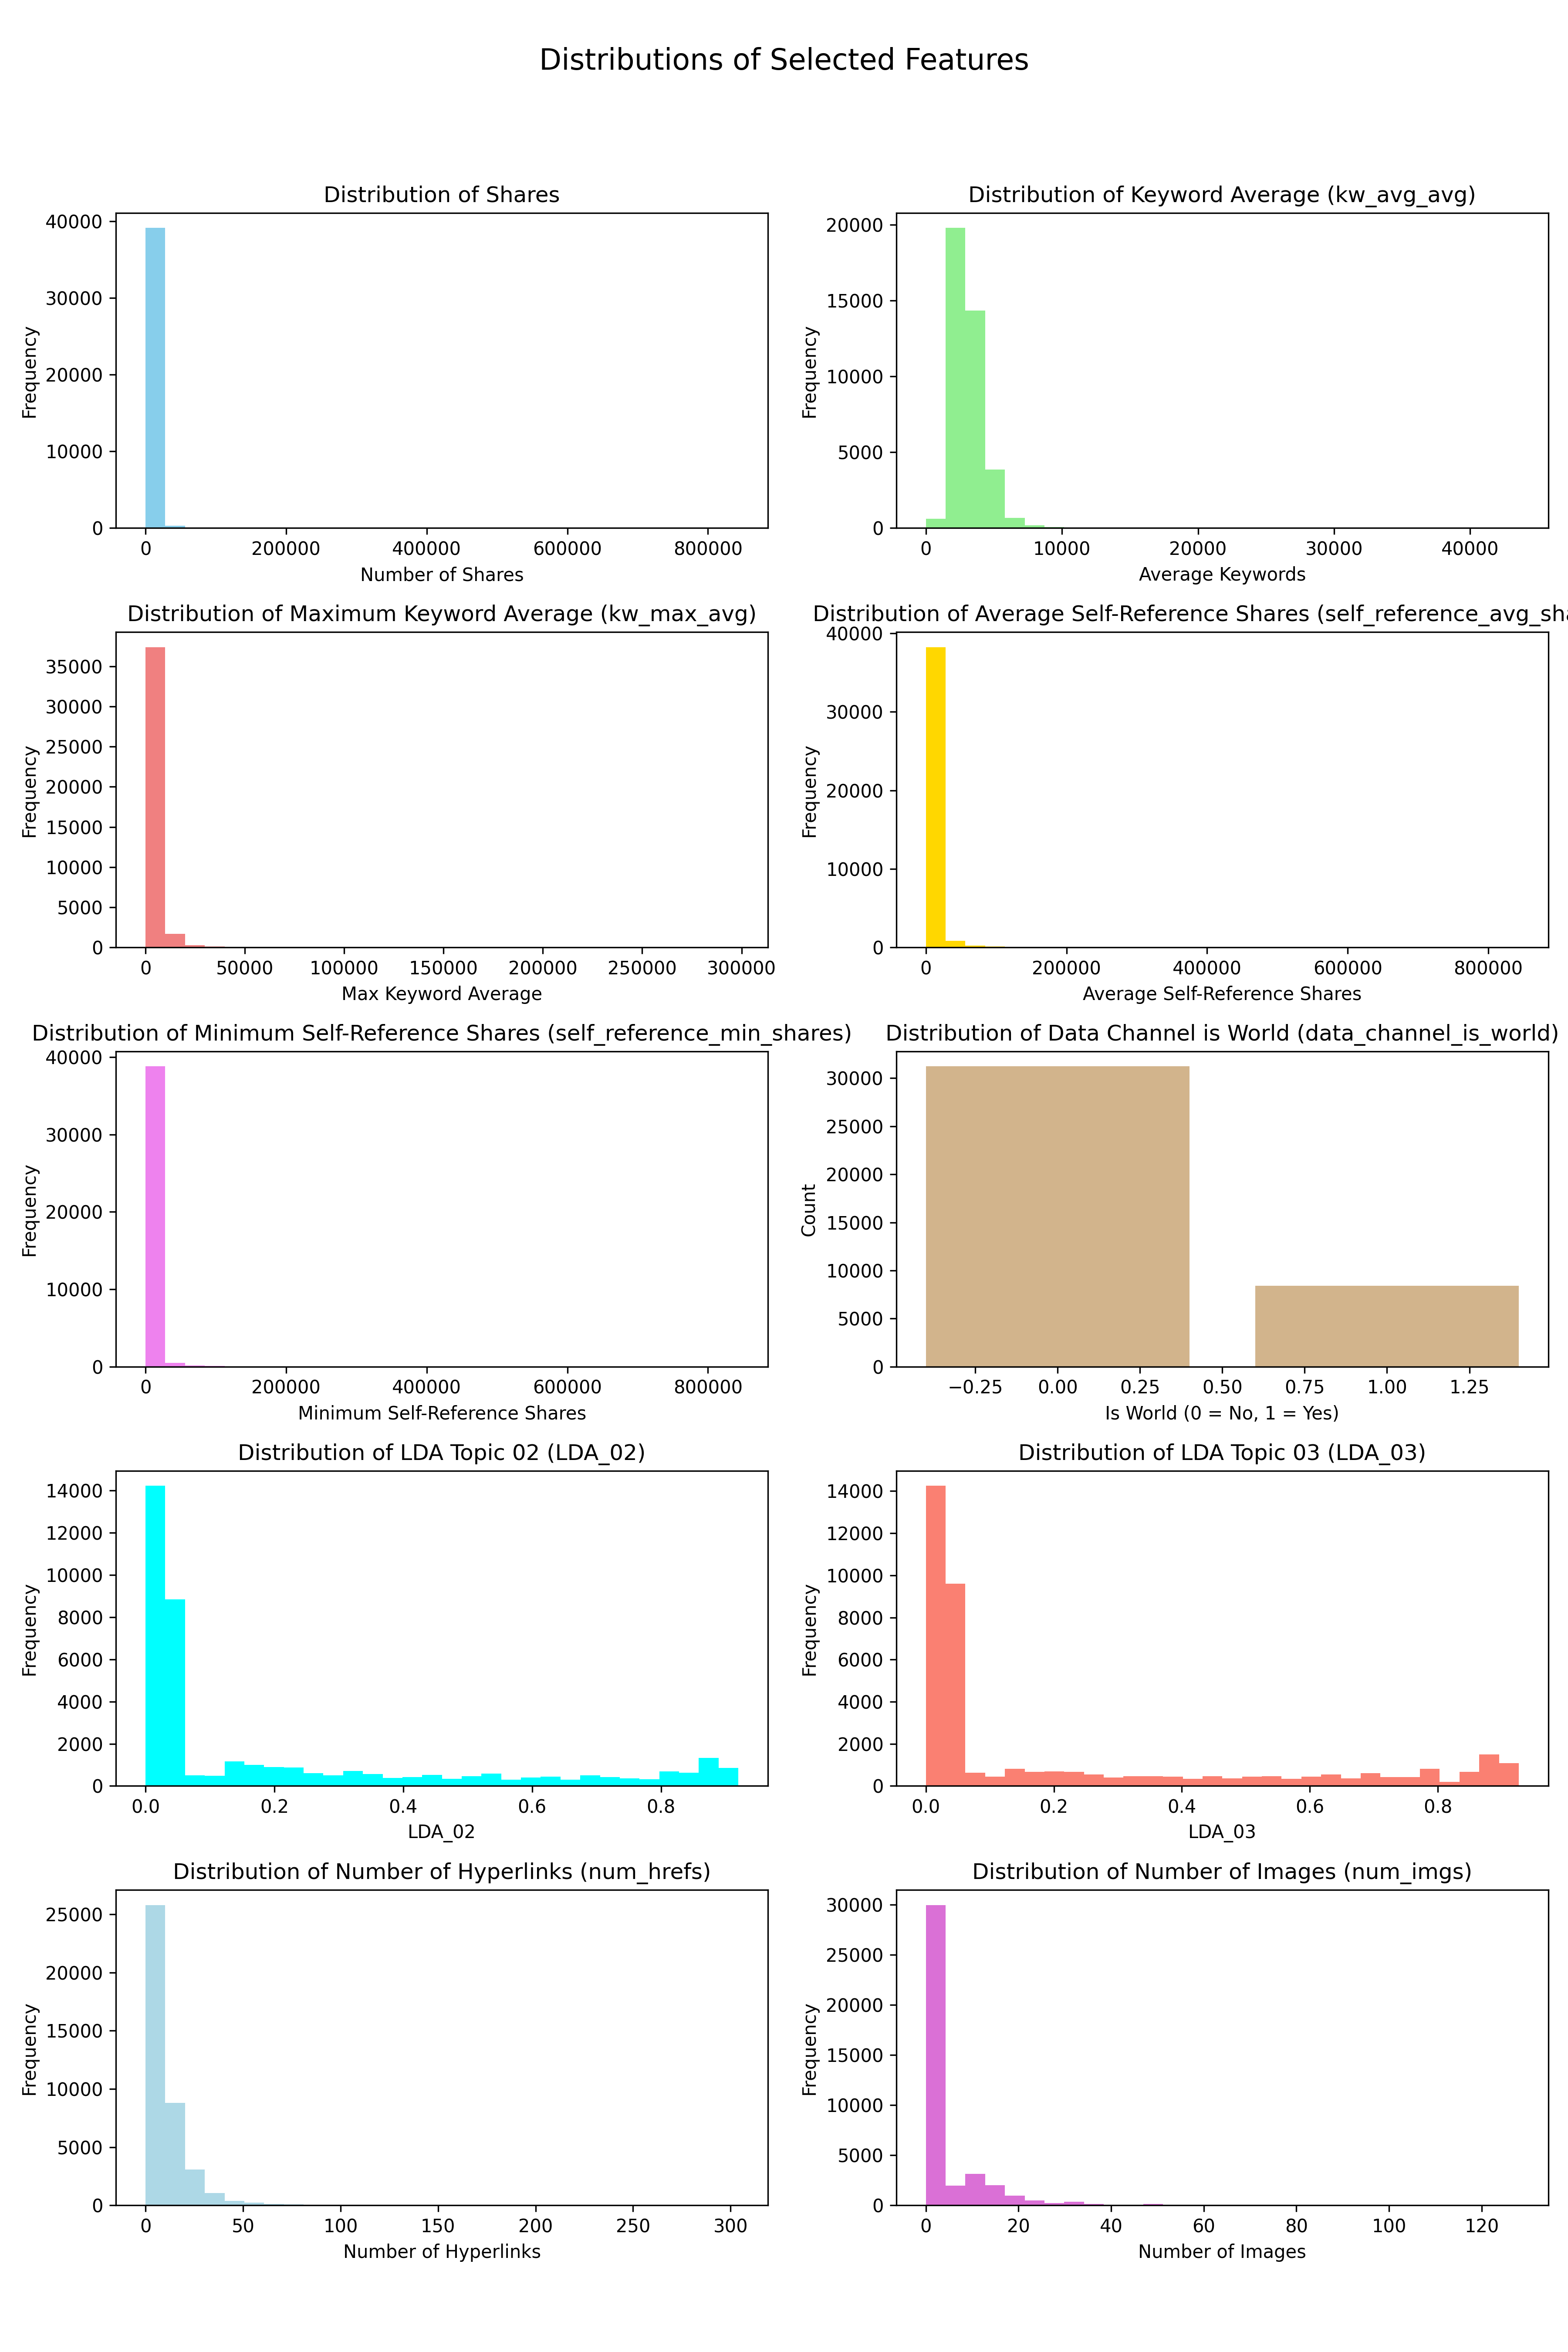 Distributions of Selected Features
Distribution of Shares
40000
30000
20000
10000
0
Frequency
0 200000 400000 600000 800000
Number of Shares
Distribution of Keyword Average (kw_avg_avg)
20000
15000
10000
5000
0
Frequency
0 10000 20000 30000 40000
Average Keywords
Distribution of Maximum Keyword Average (kw_max_avg)
35000
30000
25000
20000
15000
10000
5000
0
Frequency
0 50000 100000 150000 200000 250000 300000
Max Keyword Average
Distribution of Average Self-Reference Shares (self_reference_avg_sha
40000
30000
20000
10000
0
Frequency
0 200000 400000 600000 800000
Average Self-Reference Shares
Distribution of Minimum Self-Reference Shares (self_reference_min_shares)
40000
30000
20000
10000
0
Frequency
0 200000 400000 600000 800000
Minimum Self-Reference Shares
Distribution of Data Channel is World (data_channel_is_world)
30000
25000
20000
15000
10000
5000
0
Count
−0.25 0.00 0.25 0.50 0.75 1.00 1.25
Is World (0 = No, 1 = Yes)
Distribution of LDA Topic 02 (LDA_02)
14000
12000
10000
8000
6000
4000
2000
0
Frequency
0.0 0.2 0.4 0.6 0.8
LDA_02
Distribution of LDA Topic 03 (LDA_03)
14000
12000
10000
8000
6000
4000
2000
0
Frequency
0.0 0.2 0.4 0.6 0.8
LDA_03
Distribution of Number of Hyperlinks (num_hrefs)
25000
20000
15000
10000
5000
0
Frequency
0 50 100 150 200 250 300
Number of Hyperlinks
Distribution of Number of Images (num_imgs)
30000
25000
20000
15000
10000
5000
0
Frequency
0 20 40 60 80 100 120
Number of Images